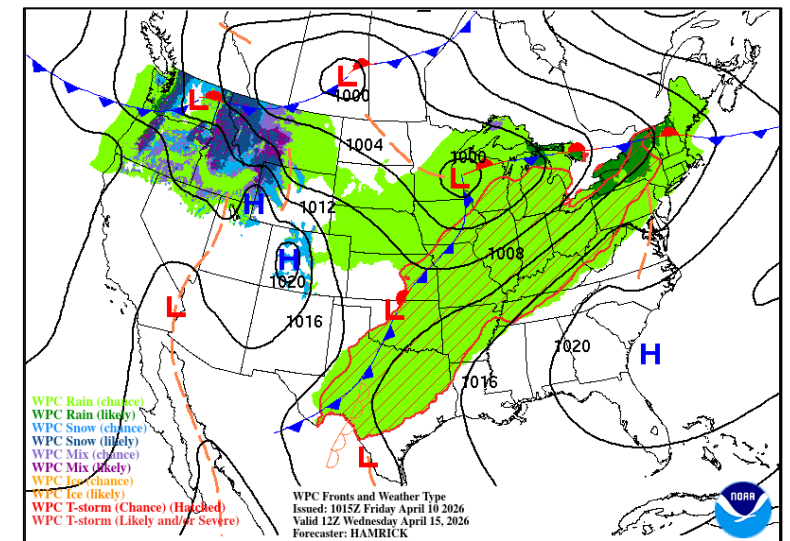 L
1000
L
1004
1000
L
H
1012
1008
H
1020
L
L
1016
1020
H
1016
WPC Rain (chance)
WPC Rain (likely)
WPC Snow (chance)
WPC Snow (likely)
WPC Mix (chance)
WPC Mix (likely)
WPC Ice (chance)
WPC Ice (likely)
WPC T-storm (Chance) (Hatched)
WPC T-storm (Likely and/or Severe)
L
WPC Fronts and Weather Type
Issued: 1015Z Friday April 10 2026
Valid 12Z Wednesday April 15, 2026
Forecaster: HAMRICK
NOAA